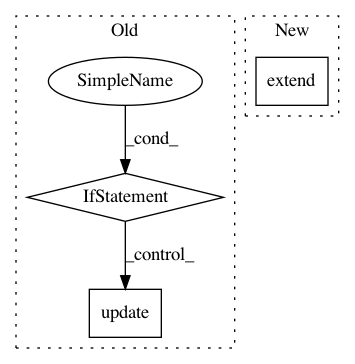 Old
New
SimpleName
extend
_cond_
IfStatement
_control_
update